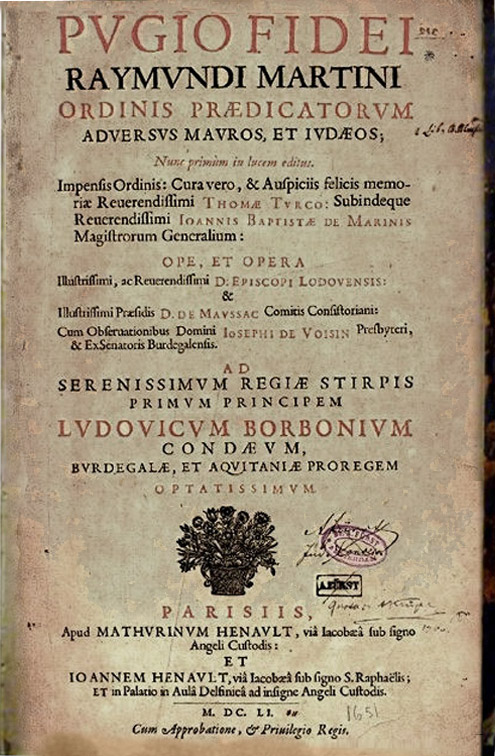 PVGIO FIDEI
RAYMVNDI MARTINI
ORDINIS PRÆDICATORVM
ADVERSVS MAVROS, ET IVDÆOS;
Nunc primùm in lucem editus.
Impensis Ordinis: Cura vero, & Auspiciis felicis memo-
riæ Reuerendissimi THOMÆ TVRCO: Subindeque
Reuerendissimi IOANNIS BAPTISTÆ DE MARINIS
Magistrorum Generalium:
OPE, ET OPERA
Illustrissimi, ac Reuerendissimi D. EPISCOPI LODOVENSIS:
&
Illustrissimi Præsidis D. DE MAVSSAC Comitis Consistoriani:
Cum Obseruationibus Domini IOSEPHI DE VOISIN Presbyteri,
& ExSenatoris Burdegalensis.
AD
SERENISSIMVM REGIÆ STIRPIS
PRIMVM PRINCIPEM
LVDOVICVM BORBONIVM
CONDÆVM,
BVRDEGALÆ, ET AQVITANIÆ PROREGEM
OPTATISSIMVM.
PARISIIS,
Apud MATHVRINVM HENAVLT, viâ Iacobæâ sub signo
Angeli Custodis:
ET
IOANNEM HENAVLT, viâ Iacobæâ sub signo S. Raphaëlis;
ET in Palatio in Aulâ Delfinicâ ad insigne Angeli Custodis.
M. DC. LI. 1651
Cum Approbatione, & Priuilegio Regis.